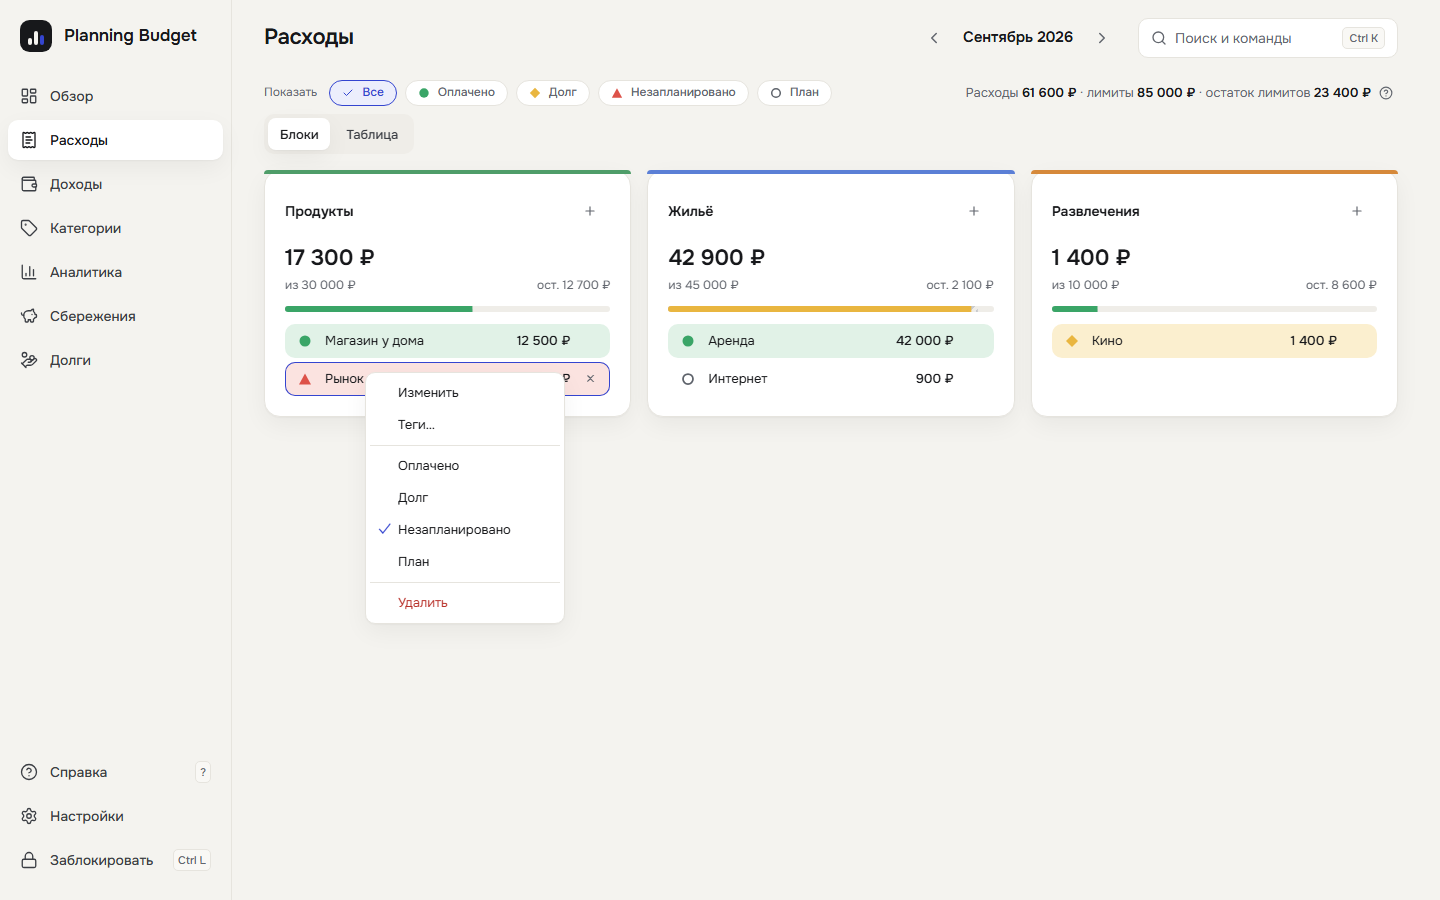 Planning Budget
Обзор
Расходы
Доходы
Категории
Аналитика
Сбережения
Долги
Справка ?
Настройки
Заблокировать Ctrl L
Расходы
Сентябрь 2026
Поиск и команды Ctrl K
Показать Все Оплачено Долг Незапланировано План
Расходы 61 600 ₽ · лимиты 85 000 ₽ · остаток лимитов 23 400 ₽ ?
Блоки Таблица
Продукты +
17 300 ₽
из 30 000 ₽ ост. 12 700 ₽
Магазин у дома 12 500 ₽
Рынок ₽ ×
Изменить
Теги...
Оплачено
Долг
Незапланировано
План
Удалить
Жильё +
42 900 ₽
из 45 000 ₽ ост. 2 100 ₽
Аренда 42 000 ₽
Интернет 900 ₽
Развлечения +
1 400 ₽
из 10 000 ₽ ост. 8 600 ₽
Кино 1 400 ₽